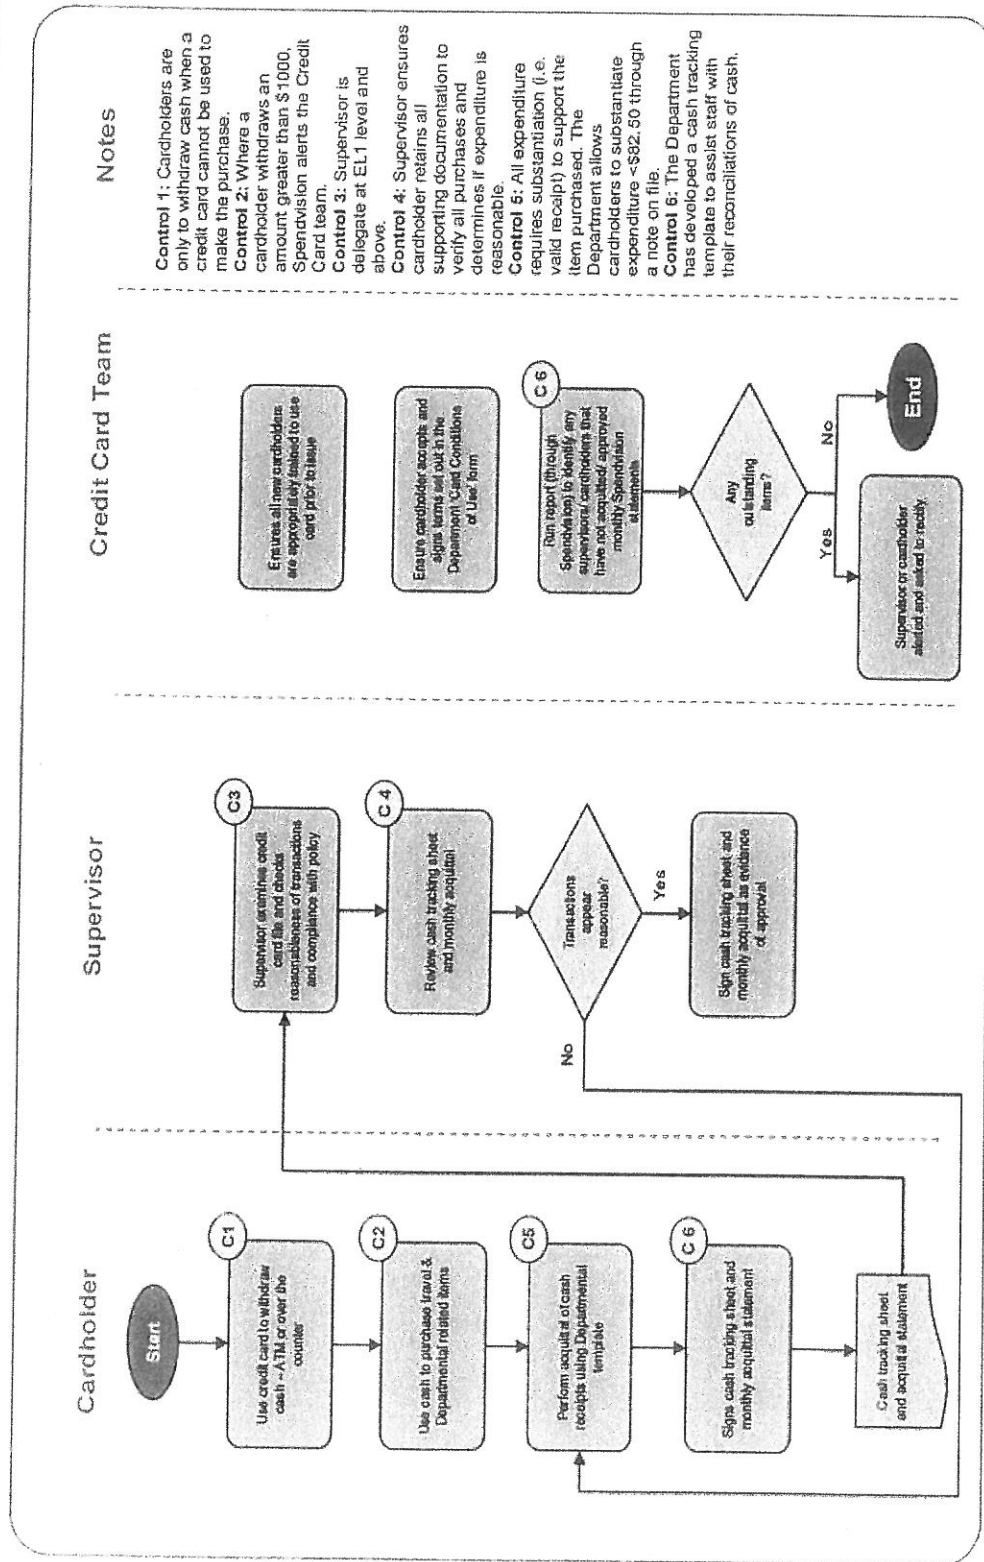 Cardholder
Start
C1
Use credit card to withdraw
cash – ATM or over the
counter
C2
Use cash to purchase travel &
Departmental related items
C5
Perform acquittal of cash
receipts using Departmental
template
C 6
Signs cash tracking sheet and
monthly acquittal statement
Cash tracking sheet
and acquittal statement
Supervisor
C3
Supervisor examines credit
card file and checks
reasonableness of transactions
and compliance with policy
C 4
Review cash tracking sheet
and monthly acquittal
Transactions
appear
reasonable?
No
Yes
Sign cash tracking sheet and
monthly acquittal as evidence
of approval
Credit Card Team
Ensures all new cardholders
are appropriately trained to use
card prior to issue
Ensure cardholder accepts and
signs terms set out in the
Department 'Card Conditions
of Use' form
C 6
Run report (through
Spendvision) to identify any
supervisors/ cardholders that
have not acquitted/ approved
monthly Spendvision
statements
Any
outstanding
items?
Yes
No
Supervisor or cardholder
alerted and asked to rectify
End
Notes
Control 1: Cardholders are
only to withdraw cash when a
credit card cannot be used to
make the purchase.
Control 2: Where a
cardholder withdraws an
amount greater than $1000,
Spendvision alerts the Credit
Card team.
Control 3: Supervisor is
delegate at EL1 level and
above.
Control 4: Supervisor ensures
cardholder retains all
supporting documentation to
verify all purchases and
determines if expenditure is
reasonable.
Control 5: All expenditure
requires substantiation (i.e.
valid receipt) to support the
item purchased. The
Department allows
cardholders to substantiate
expenditure <$82.50 through
a note on file.
Control 6: The Department
has developed a cash tracking
template to assist staff with
their reconciliations of cash.